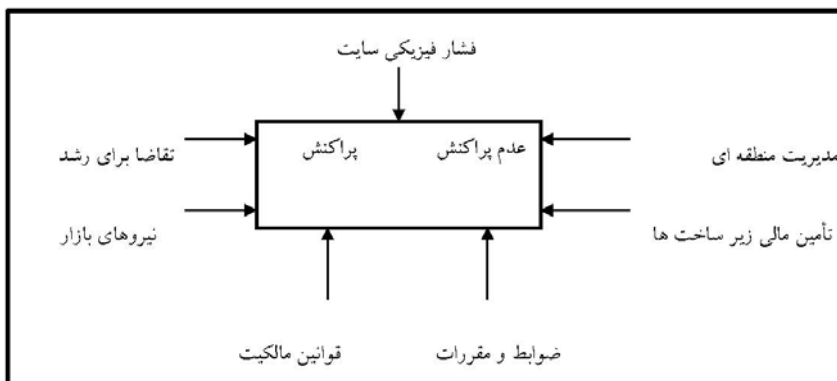 فشار فیزیکی سایت
عدم پراکنش
پراکنش
مدیریت منطقه ای
تقاضا برای رشد
تأمین مالی زیر ساخت ها
نیروهای بازار
ضوابط و مقررات
قوانین مالکیت